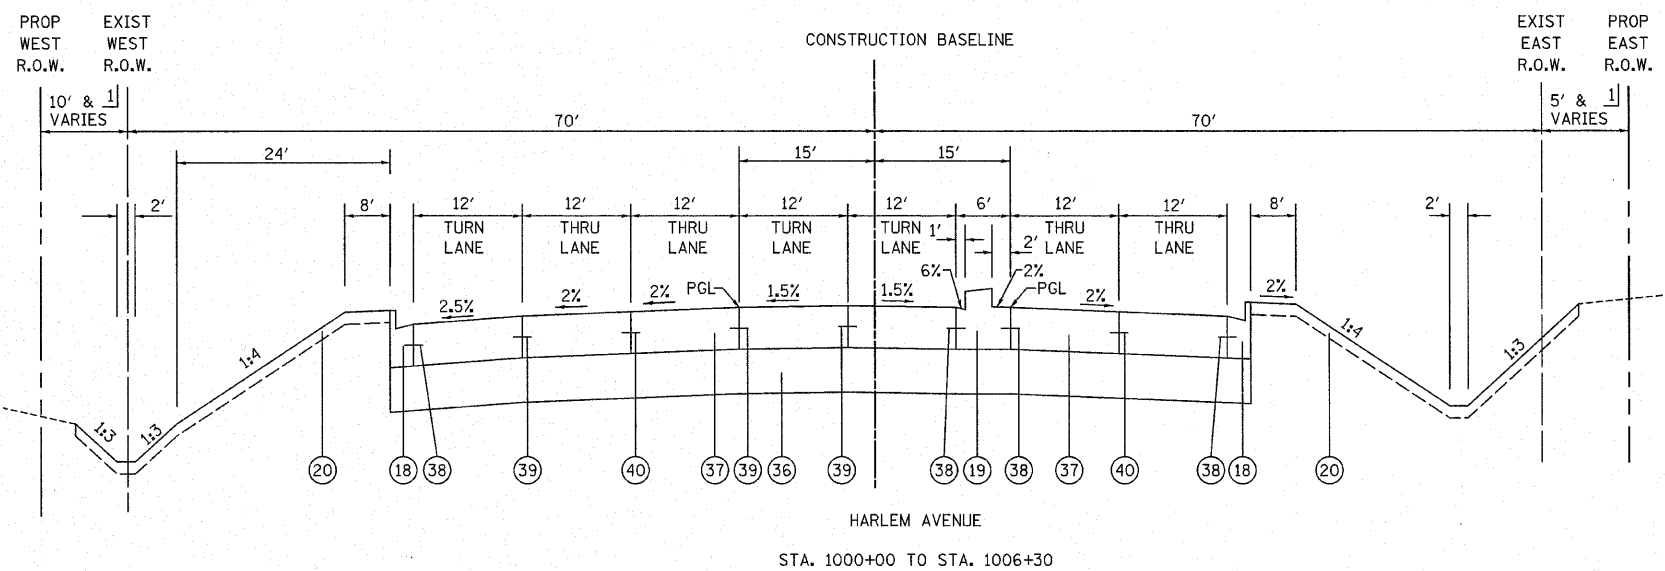 PROP
WEST
R.O.W.
EXIST
WEST
R.O.W.
CONSTRUCTION BASELINE
EXIST
EAST
R.O.W.
PROP
EAST
R.O.W.
10' & 1
VARIES
70'
70'
5' & 1
VARIES
24'
15'
15'
2'
8'
12'
TURN
LANE
12'
THRU
LANE
12'
THRU
LANE
12'
TURN
LANE
12'
TURN
LANE
6'
1'
2'
12'
THRU
LANE
12'
THRU
LANE
8'
2'
2.5%
2%
2%
PGL
1.5%
1.5%
6%
2%
PGL
2%
2%
1:3
1:3
1:4
1:4
1:3
20
18
38
39
40
37
39
36
39
38
19
38
37
40
38
18
20
HARLEM AVENUE
STA. 1000+00 TO STA. 1006+30